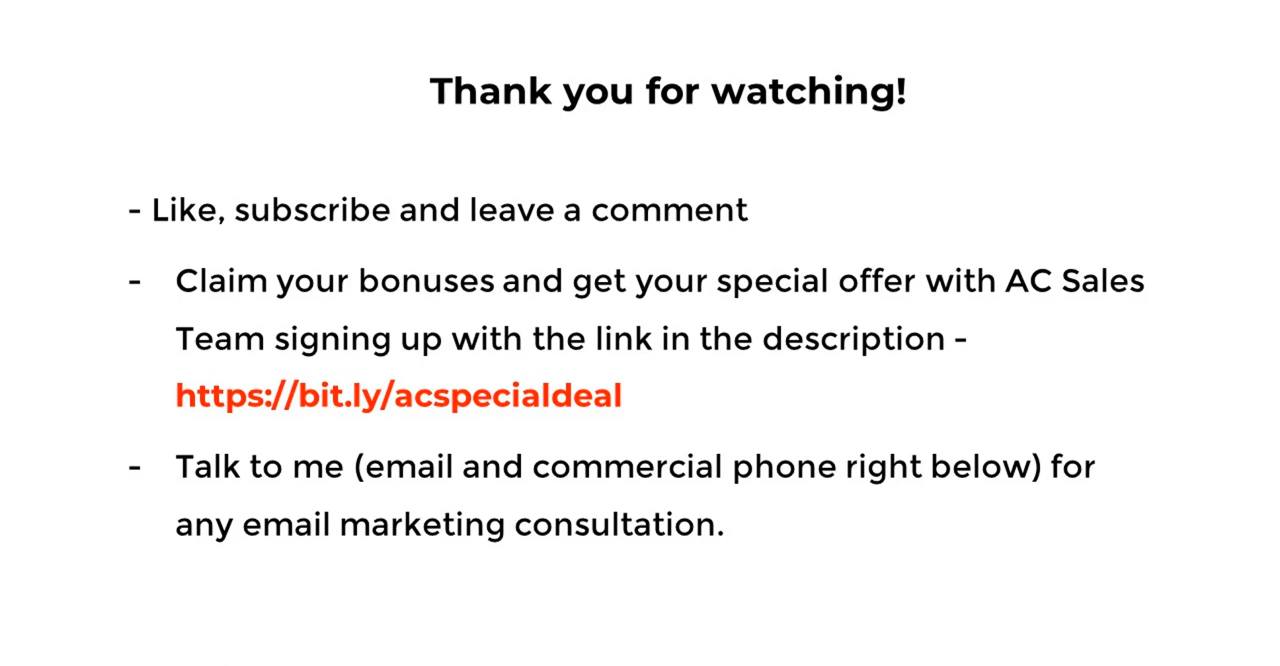 Thank you for watching!
- Like, subscribe and leave a comment
- Claim your bonuses and get your special offer with AC Sales
Team signing up with the link in the description -
https://bit.ly/acspecialdeal
- Talk to me (email and commercial phone right below) for
any email marketing consultation.